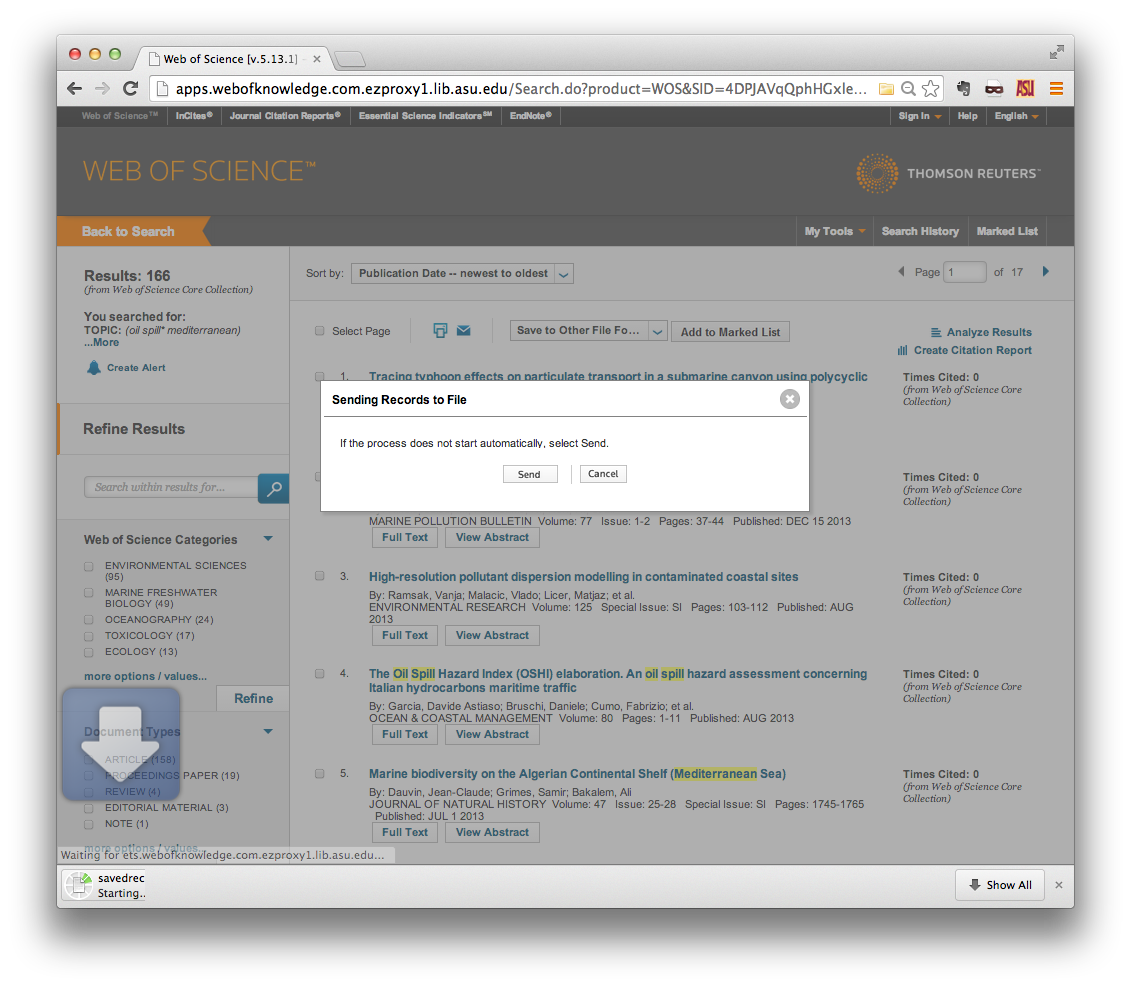 Web of Science [v.5.13.1]
apps.webofknowledge.com.ezproxy1.lib.asu.edu/Search.do?product=WOS&SID=4DPJAVqQphHGxIe...
ASU
Web of Science™ InCites® Journal Citation Reports® Essential Science Indicators℠ EndNote® Sign In Help English
WEB OF SCIENCE™
THOMSON REUTERS™
Back to Search My Tools Search History Marked List
Results: 166
(from Web of Science Core Collection)
You searched for:
TOPIC: (oil spill* mediterranean)
...More
Create Alert
Refine Results
Search within results for...
Web of Science Categories
ENVIRONMENTAL SCIENCES
(95)
MARINE FRESHWATER
BIOLOGY (49)
OCEANOGRAPHY (24)
TOXICOLOGY (17)
ECOLOGY (13)
more options / values...
Refine
Document Types
ARTICLE (158)
PROCEEDINGS PAPER (19)
REVIEW (4)
EDITORIAL MATERIAL (3)
NOTE (1)
more options / values...
Sort by: Publication Date -- newest to oldest
Page 1 of 17
Select Page
Save to Other File Fo... Add to Marked List
Analyze Results
Create Citation Report
1. Tracing typhoon effects on particulate transport in a submarine canyon using polycyclic
Times Cited: 0
(from Web of Science Core
Collection)
Sending Records to File
If the process does not start automatically, select Send.
Send Cancel
Times Cited: 0
(from Web of Science Core
Collection)
MARINE POLLUTION BULLETIN Volume: 77 Issue: 1-2 Pages: 37-44 Published: DEC 15 2013
Full Text View Abstract
3. High-resolution pollutant dispersion modelling in contaminated coastal sites
By: Ramsak, Vanja; Malacic, Vlado; Licer, Matjaz; et al.
ENVIRONMENTAL RESEARCH Volume: 125 Special Issue: SI Pages: 103-112 Published: AUG
2013
Full Text View Abstract
Times Cited: 0
(from Web of Science Core
Collection)
4. The Oil Spill Hazard Index (OSHI) elaboration. An oil spill hazard assessment concerning
Italian hydrocarbons maritime traffic
By: Garcia, Davide Astiaso; Bruschi, Daniele; Cumo, Fabrizio; et al.
OCEAN & COASTAL MANAGEMENT Volume: 80 Pages: 1-11 Published: AUG 2013
Full Text View Abstract
Times Cited: 0
(from Web of Science Core
Collection)
5. Marine biodiversity on the Algerian Continental Shelf (Mediterranean Sea)
By: Dauvin, Jean-Claude; Grimes, Samir; Bakalem, Ali
JOURNAL OF NATURAL HISTORY Volume: 47 Issue: 25-28 Special Issue: SI Pages: 1745-1765
Published: JUL 1 2013
Full Text View Abstract
Times Cited: 0
(from Web of Science Core
Collection)
Waiting for ets.webofknowledge.com.ezproxy1.lib.asu.edu...
savedrec
Starting..
Show All